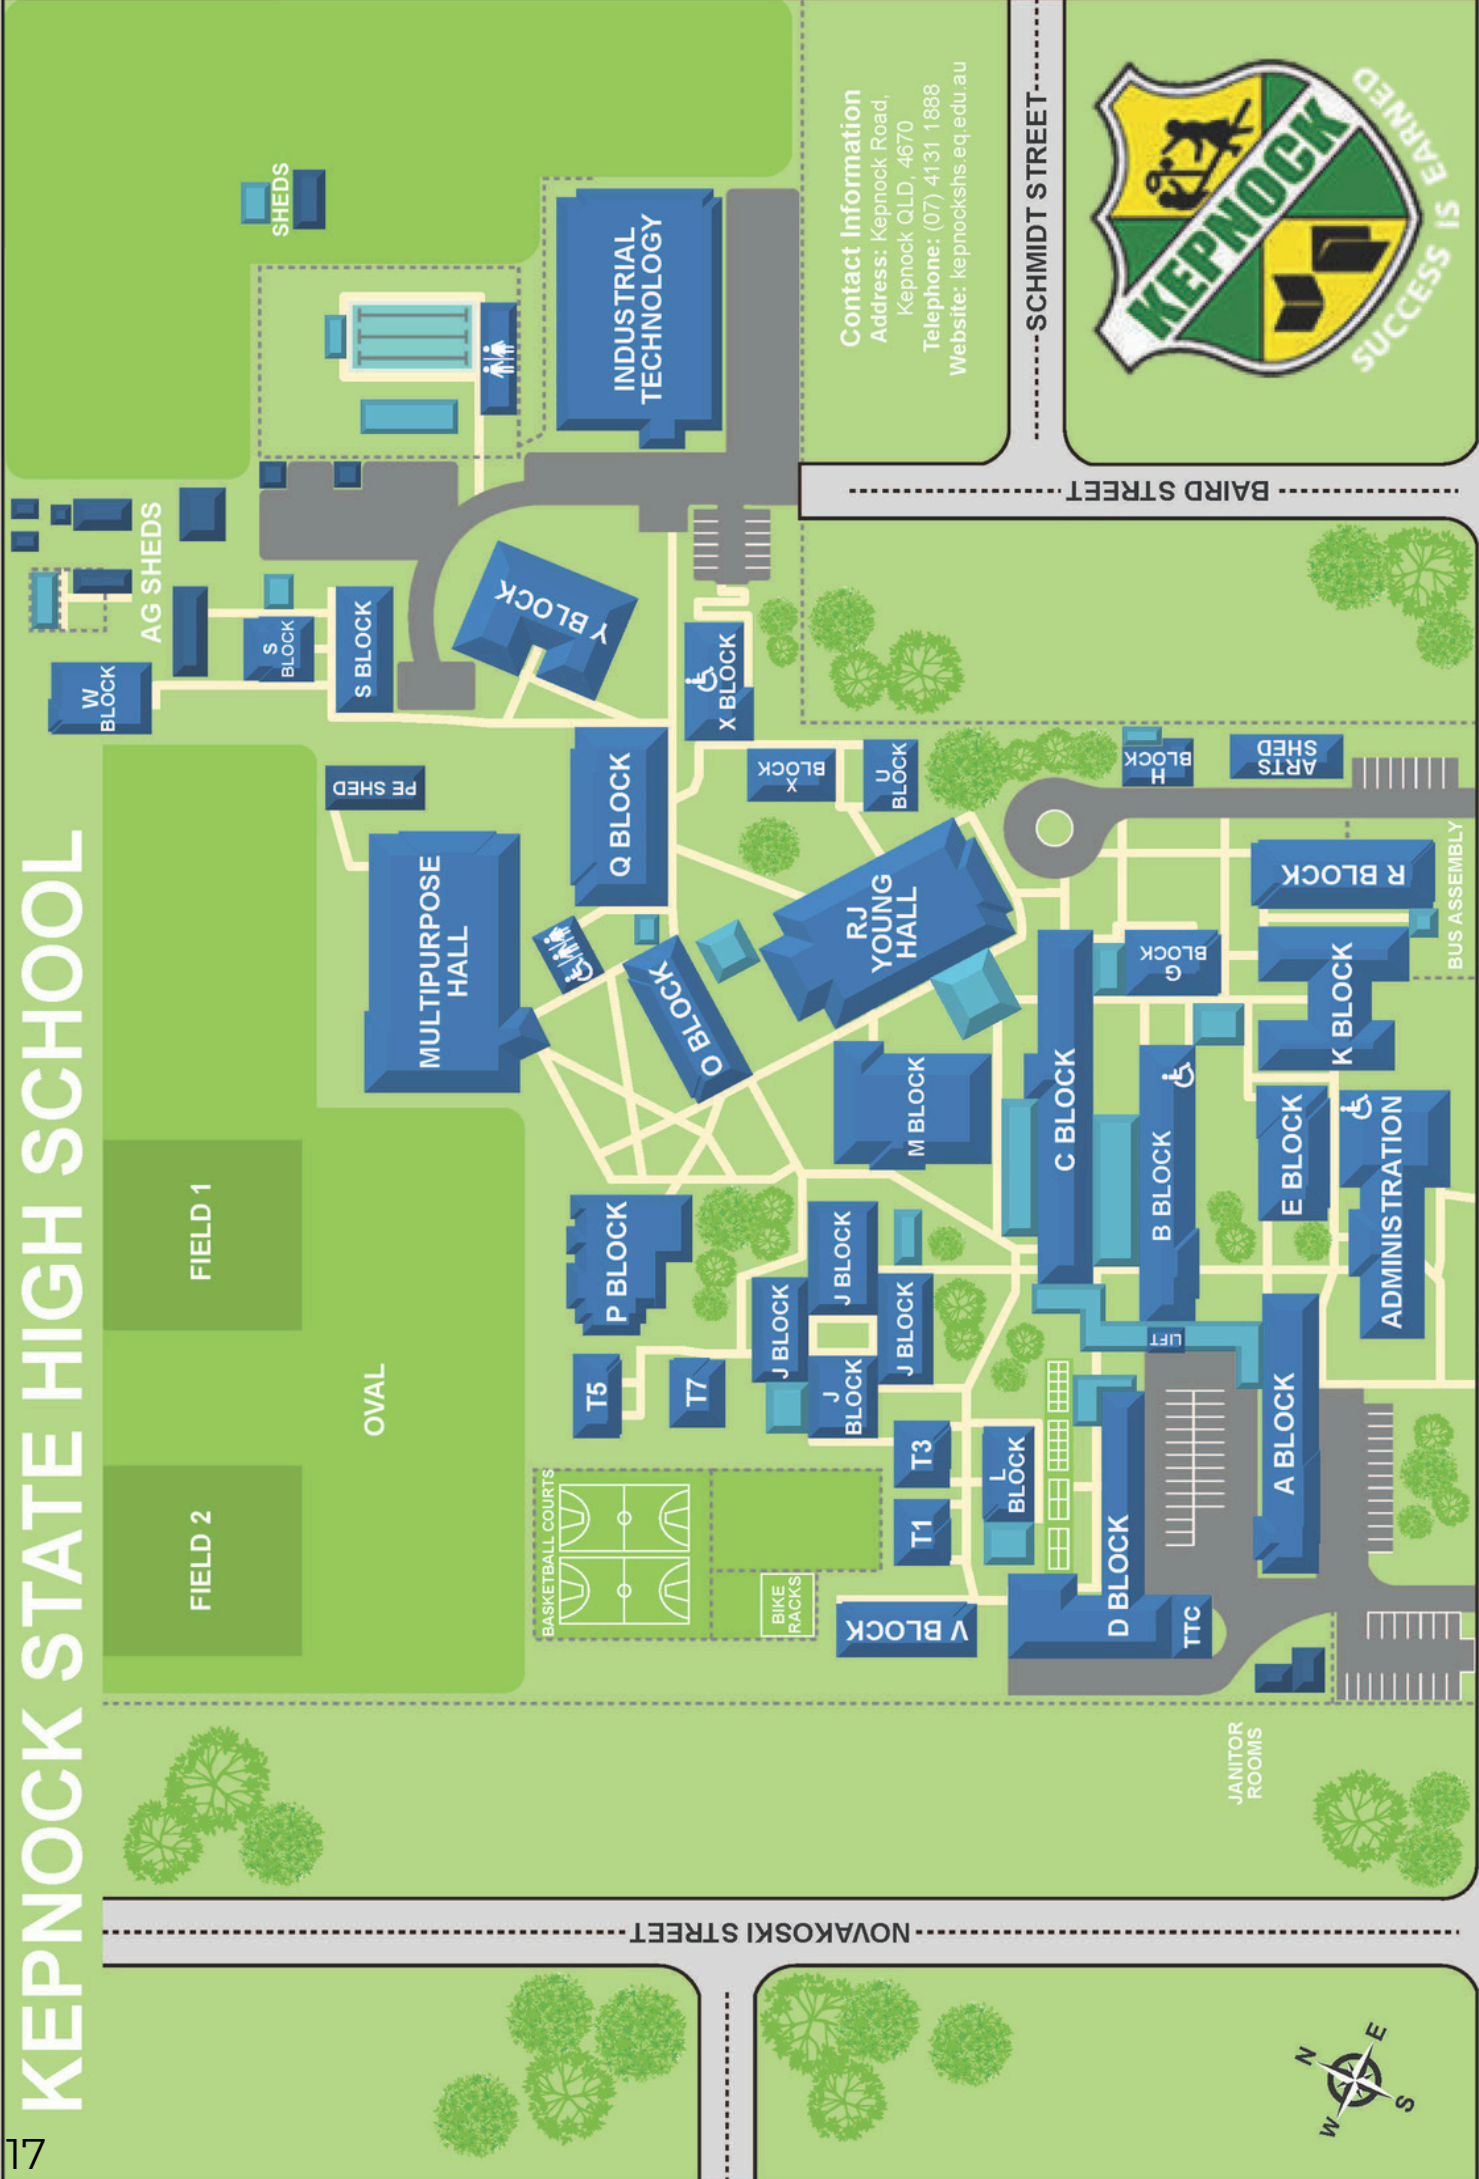 KEPNOCK STATE HIGH SCHOOL
FIELD 2
FIELD 1
OVAL
W
BLOCK
AG SHEDS
SHEDS
S
BLOCK
S BLOCK
PE SHED
MULTIPURPOSE
HALL
Y BLOCK
INDUSTRIAL
TECHNOLOGY
Q BLOCK
O BLOCK
X BLOCK
X
BLOCK
U
BLOCK
RJ
YOUNG
HALL
P BLOCK
T5
T7
BASKETBALL COURTS
BIKE
RACKS
J BLOCK
J BLOCK
J BLOCK
J
BLOCK
M BLOCK
T3
T1
V BLOCK
L
BLOCK
C BLOCK
B BLOCK
D BLOCK
TTC
LIFT
A BLOCK
E BLOCK
ADMINISTRATION
G
BLOCK
K BLOCK
R BLOCK
H
BLOCK
ARTS
SHED
BUS ASSEMBLY
JANITOR
ROOMS
NOVAKOSKI STREET
BAIRD STREET
SCHMIDT STREET
Contact Information
Address: Kepnock Road,
Kepnock QLD, 4670
Telephone: (07) 4131 1888
Website: kepnockshs.eq.edu.au
KEPNOCK
SUCCESS IS EARNED
N
E
S
W
17